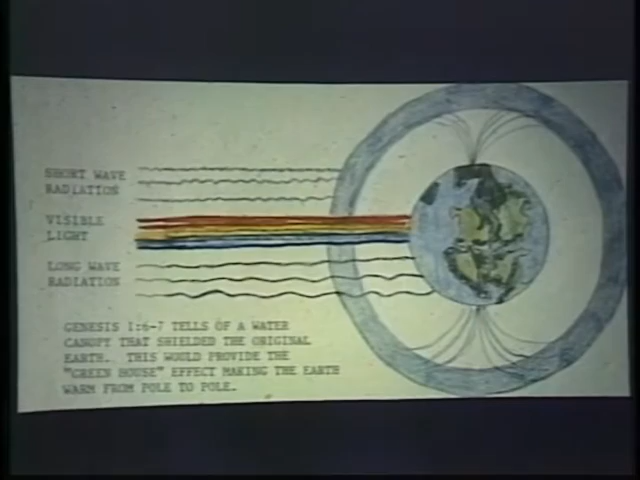 SHORT WAVE
RADIATION
VISIBLE
LIGHT
LONG WAVE
RADIATION
GENESIS 1:6-7 TELLS OF A WATER
CANOPY THAT SHIELDED THE ORIGINAL
EARTH. THIS WOULD PROVIDE THE
"GREEN HOUSE" EFFECT MAKING THE EARTH
WARM FROM POLE TO POLE.